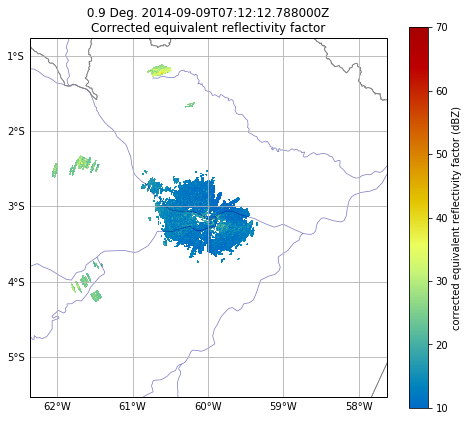 0.9 Deg. 2014-09-09T07:12:12.788000Z
Corrected equivalent reflectivity factor
1°S
2°S
3°S
4°S
5°S
62°W 61°W 60°W 59°W 58°W
70
60
50
40
30
20
10
corrected equivalent reflectivity factor (dBZ)